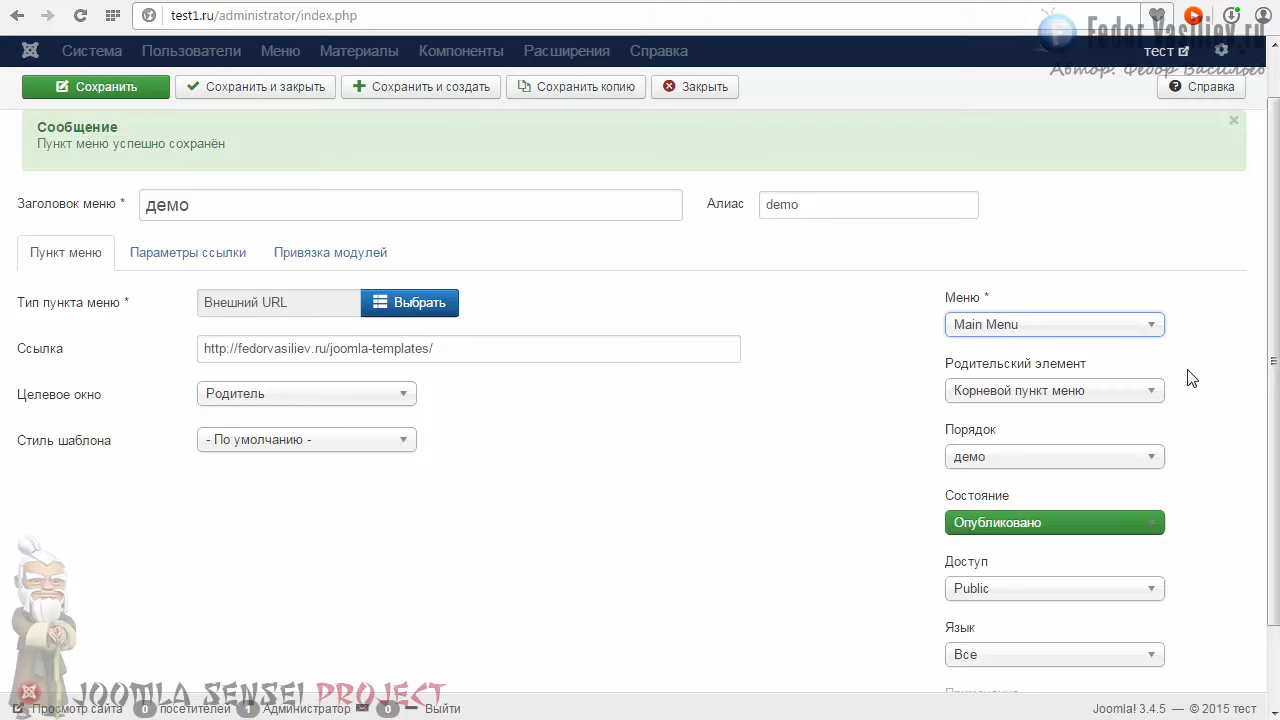 test1.ru/administrator/index.php
Fedor Vasiliev.ru
Автор: Федор Васильев
Система Пользователи Меню Материалы Компоненты Расширения Справка тест
Сохранить Сохранить и закрыть Сохранить и создать Сохранить копию Закрыть Справка
Сообщение
Пункт меню успешно сохранён
Заголовок меню * демо Алиас demo
Пункт меню Параметры ссылки Привязка модулей
Тип пункта меню * Внешний URL Выбрать
Ссылка http://fedorvasiliev.ru/joomla-templates/
Целевое окно Родитель
Стиль шаблона - По умолчанию -
Меню *
Main Menu
Родительский элемент
Корневой пункт меню
Порядок
демо
Состояние
Опубликовано
Доступ
Public
Язык
Все
JOOMLA SENSEI PROJECT
Просмотр сайта 0 посетителей 1 Администратор 0 Выйти Joomla! 3.4.5 — © 2015 тест